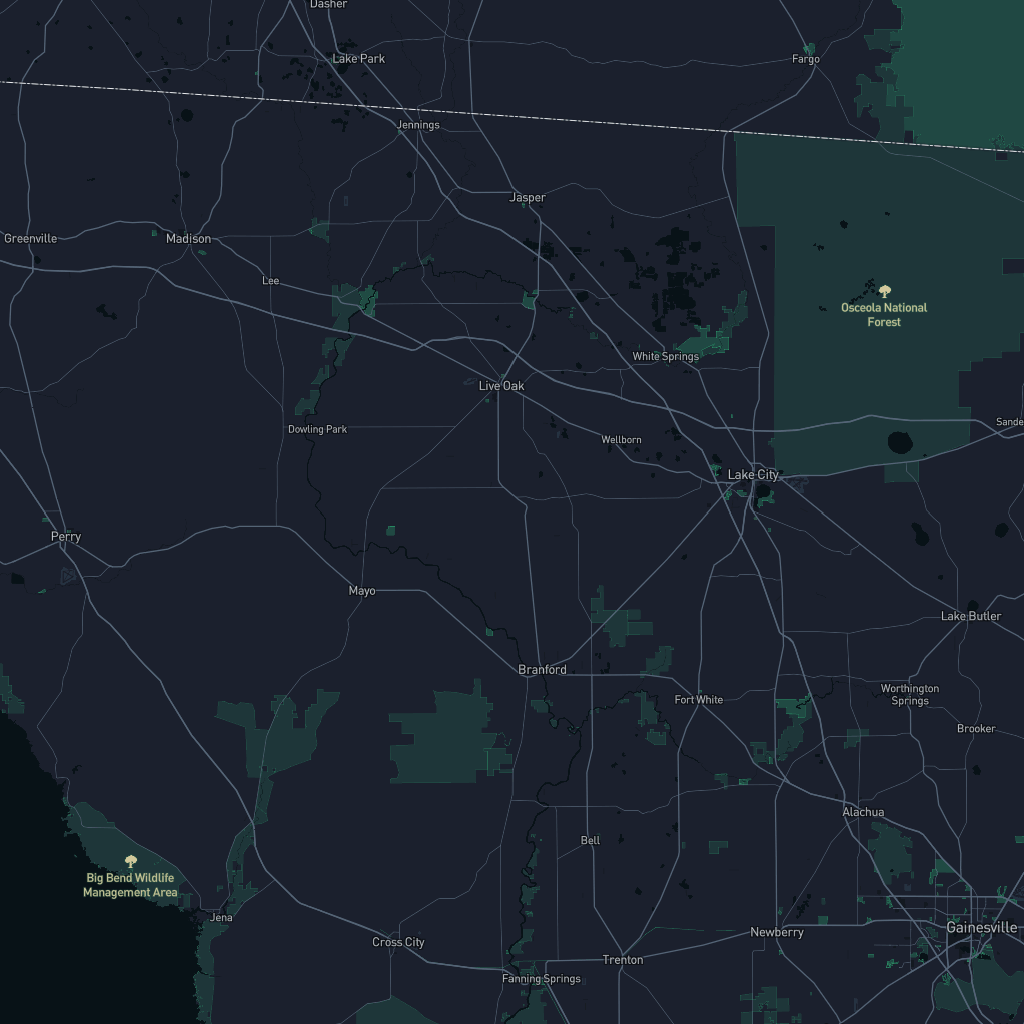 Dasher
Lake Park
Fargo
Jennings
Jasper
Greenville
Madison
Lee
Osceola National
Forest
White Springs
Live Oak
Dowling Park
Wellborn
Sande
Lake City
Perry
Mayo
Lake Butler
Branford
Fort White
Worthington
Springs
Brooker
Alachua
Bell
Big Bend Wildlife
Management Area
Jena
Cross City
Newberry
Gainesville
Trenton
Fanning Springs